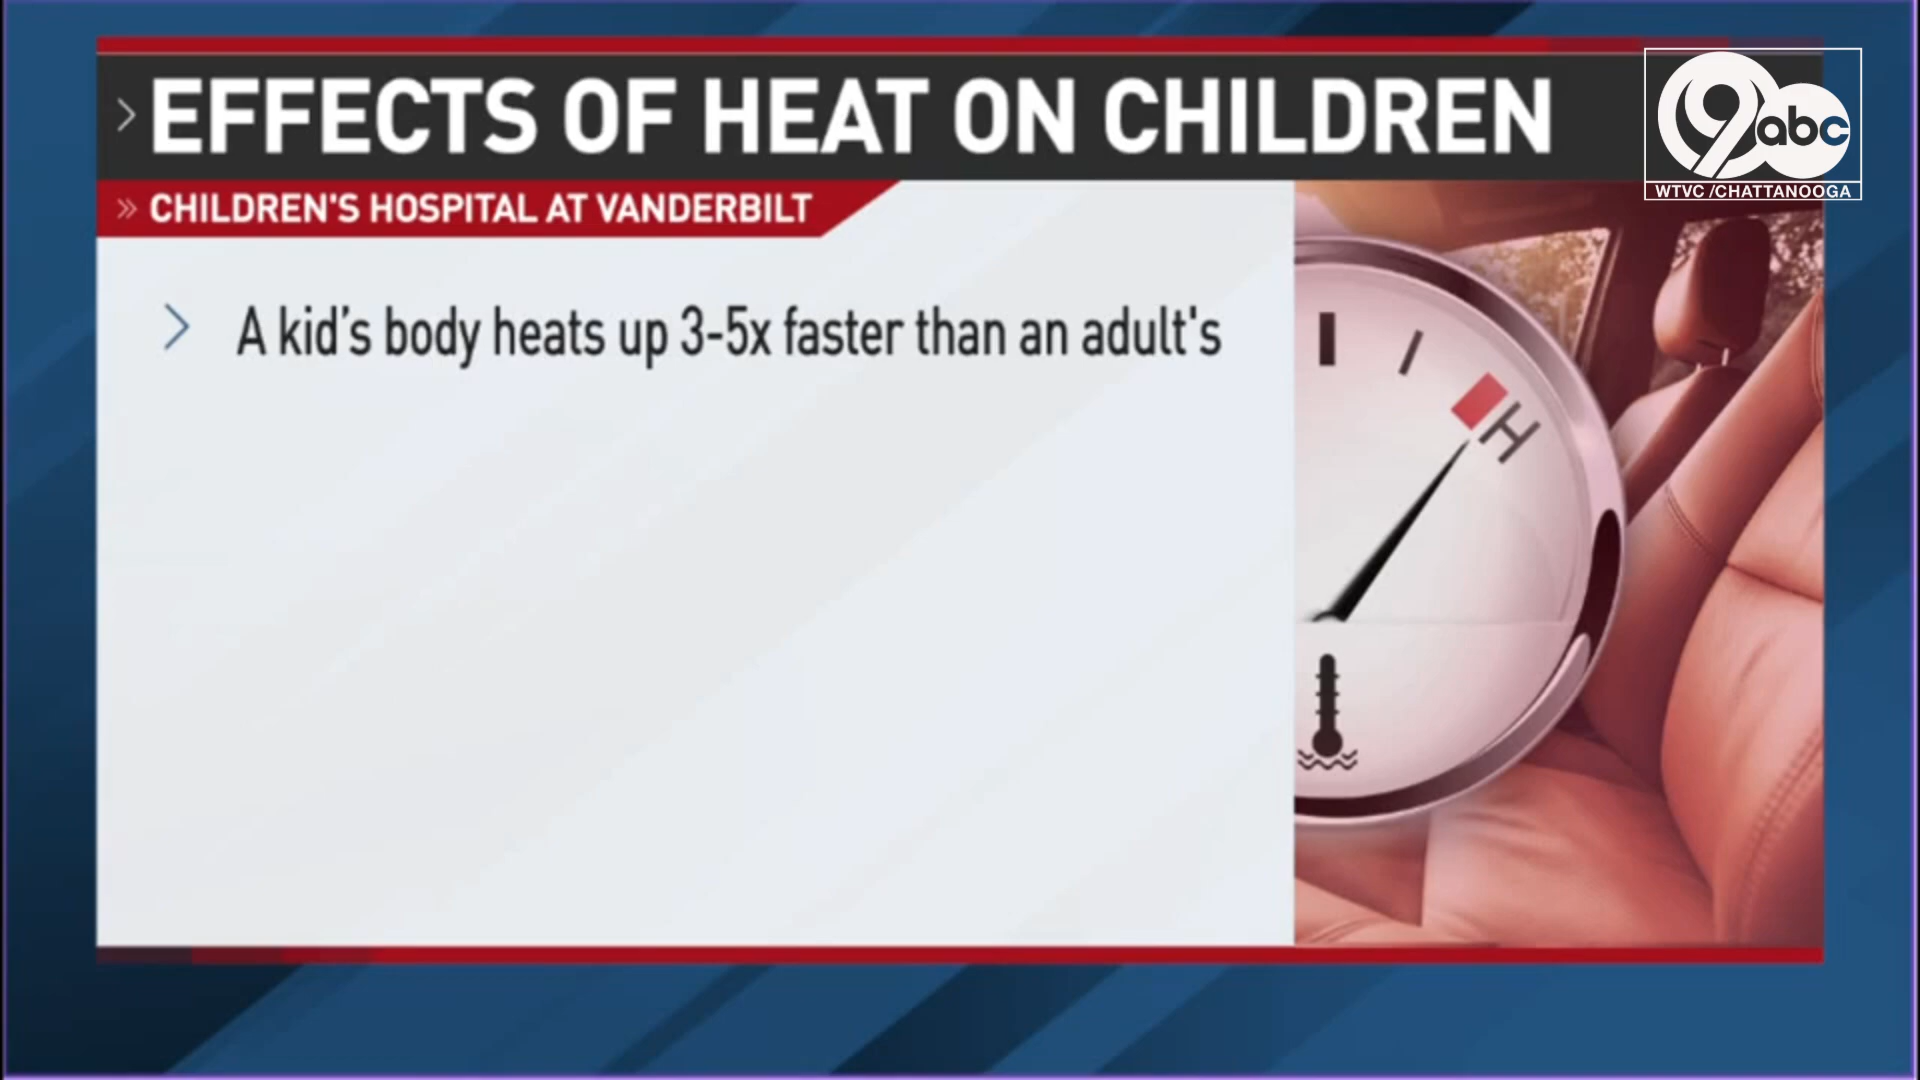 EFFECTS OF HEAT ON CHILDREN
9 abc
WTVC /CHATTANOOGA
CHILDREN'S HOSPITAL AT VANDERBILT
A kid’s body heats up 3-5x faster than an adult's
H